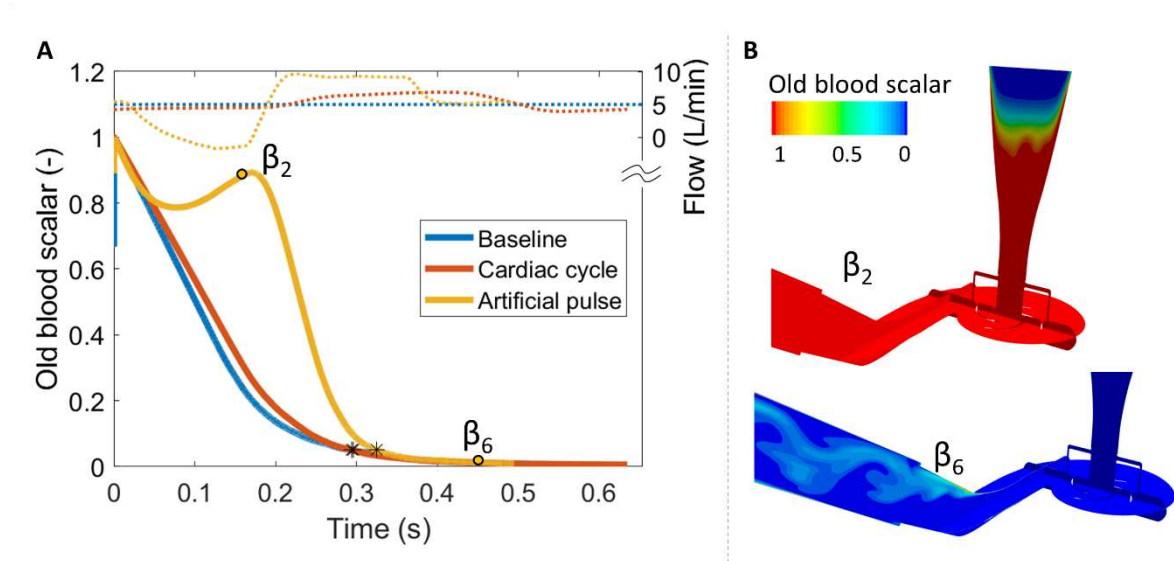 A
1.2
1
0.8
0.6
0.4
0.2
0
Old blood scalar (-)
10
5
0
Flow (L/min)
β2
Baseline
Cardiac cycle
Artificial pulse
β6
0 0.1 0.2 0.3 0.4 0.5 0.6
Time (s)
B
Old blood scalar
1 0.5 0
β2
β6